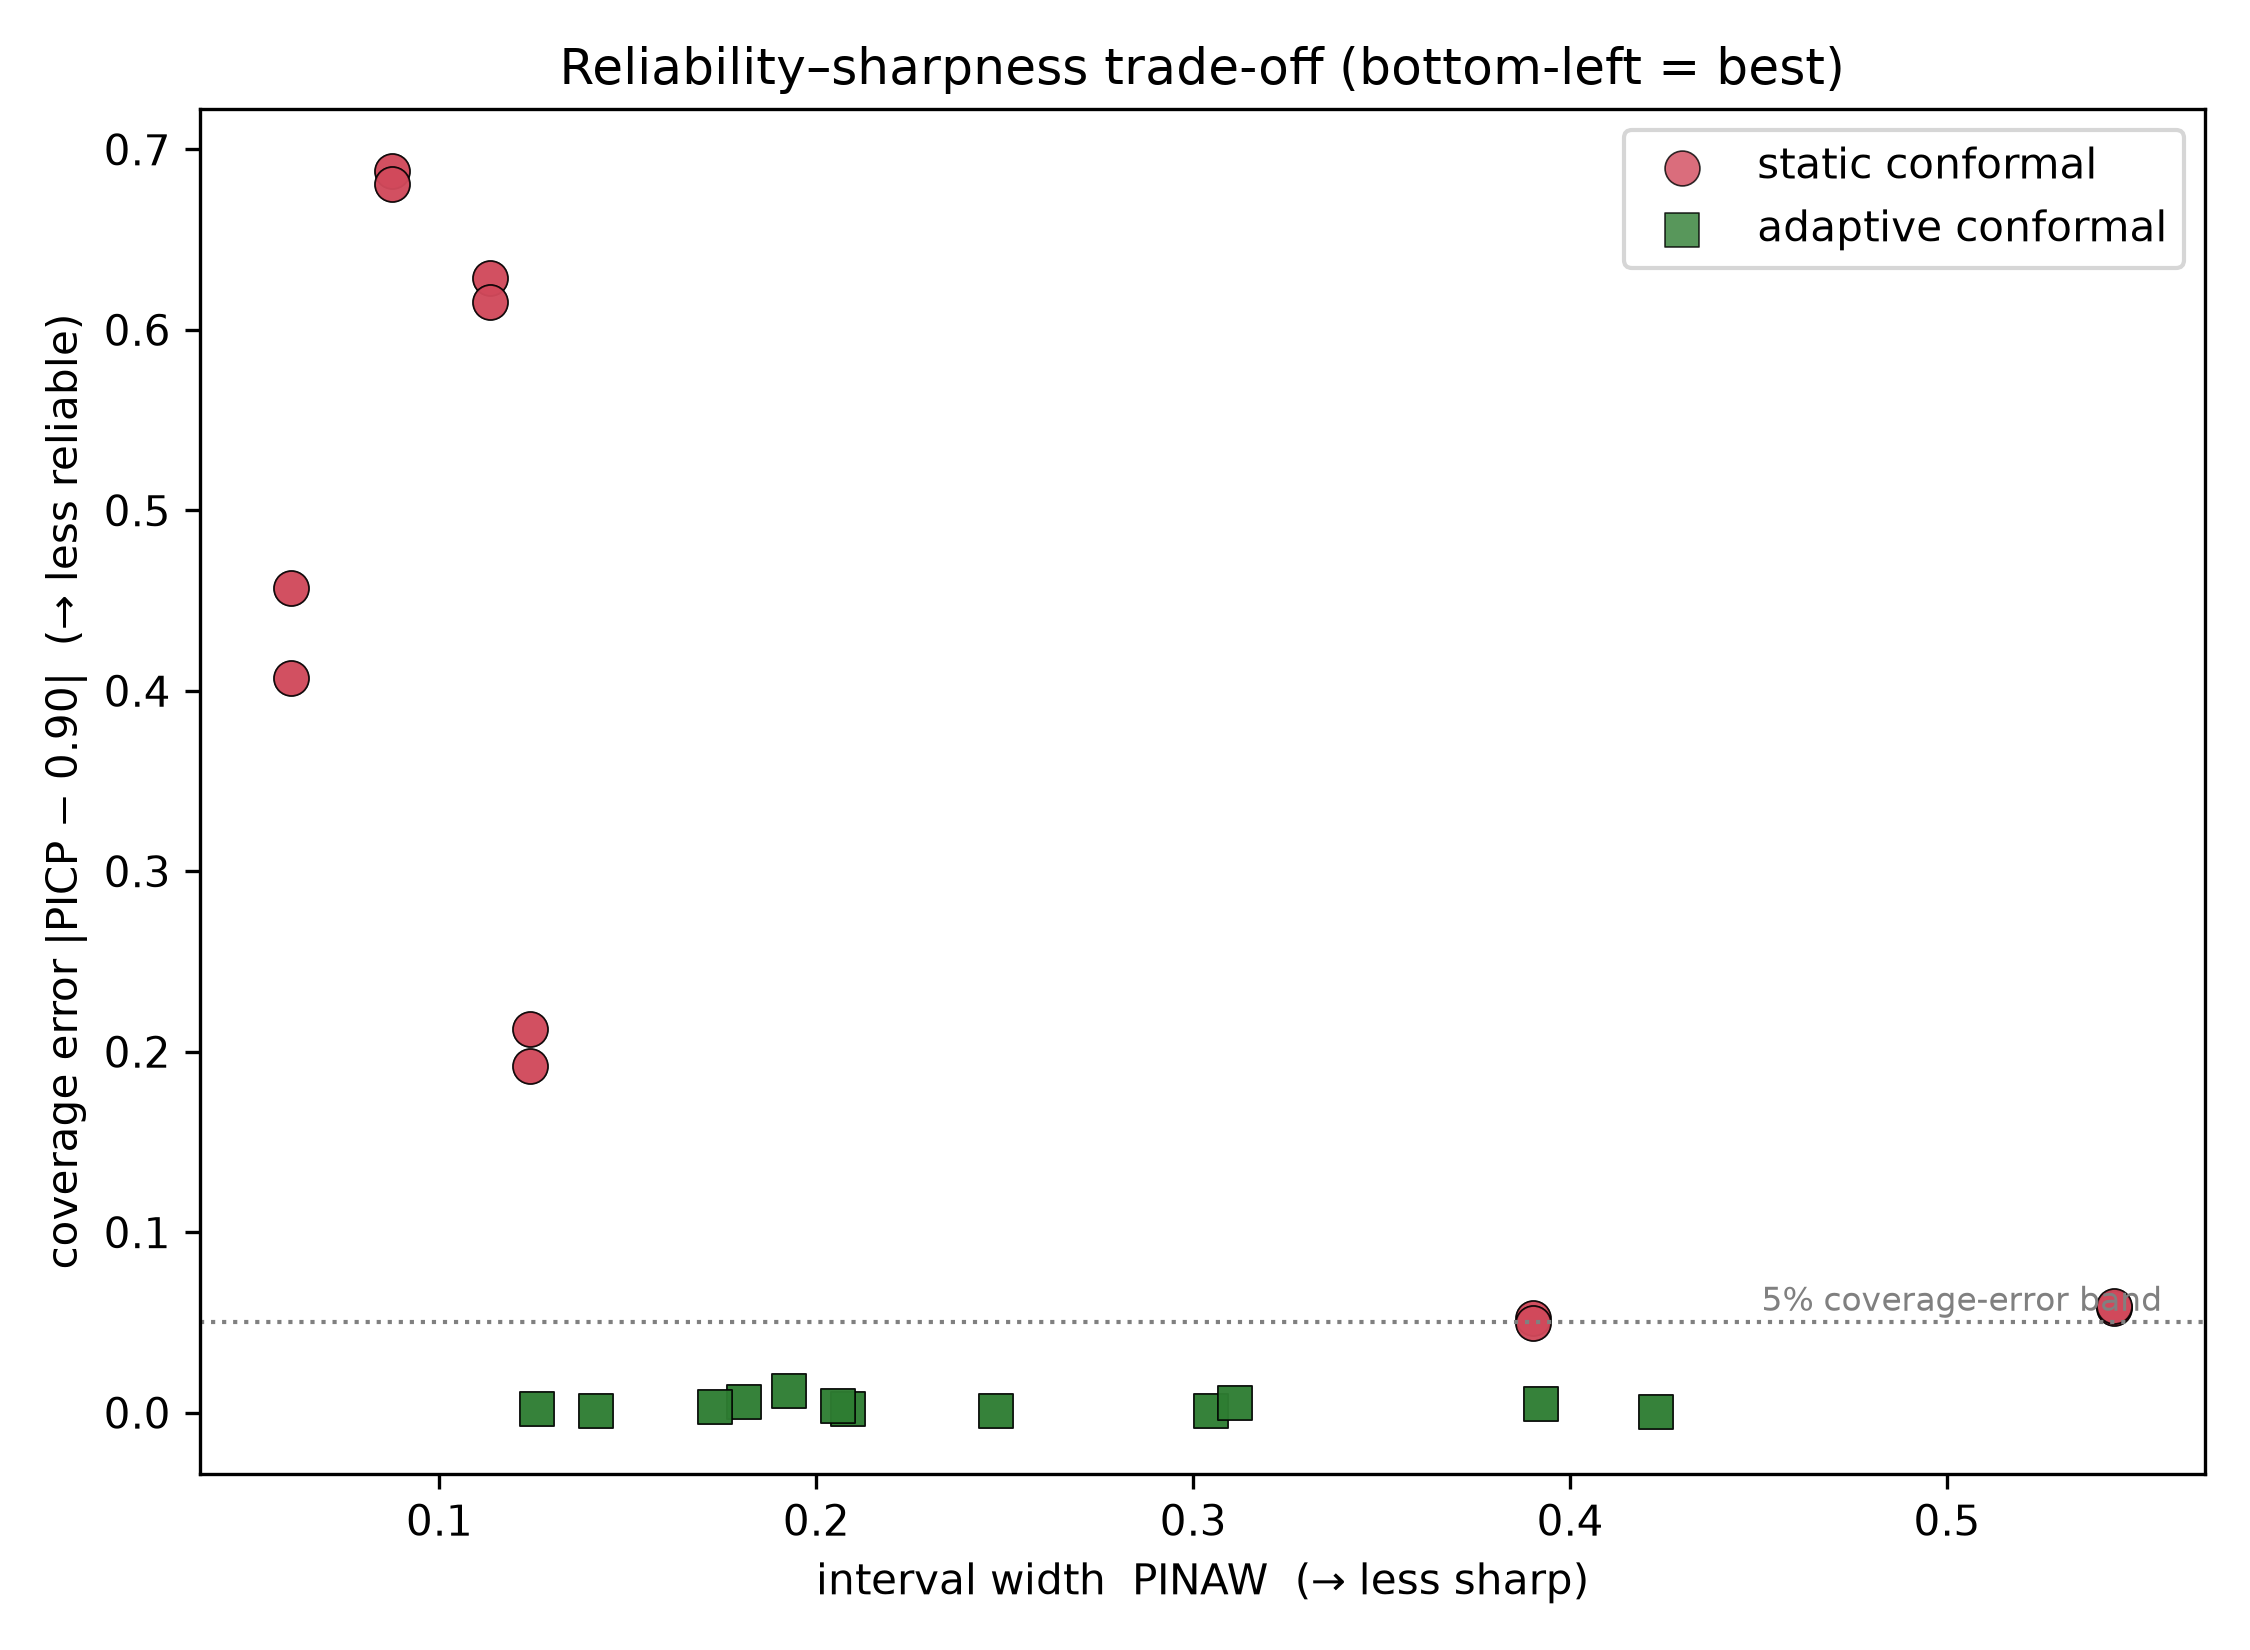 Reliability–sharpness trade-off (bottom-left = best)
static conformal
adaptive conformal
coverage error |PICP − 0.90|  (→ less reliable)
0.7
0.6
0.5
0.4
0.3
0.2
0.1
0.0
5% coverage-error band
0.1
0.2
0.3
0.4
0.5
interval width  PINAW  (→ less sharp)